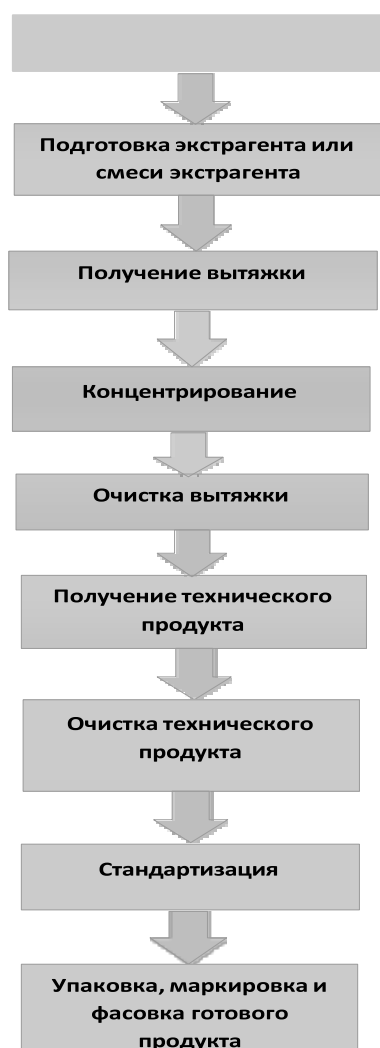 Подготовка экстрагента или
смеси экстрагента
Получение вытяжки
Концентрирование
Очистка вытяжки
Получение технического
продукта
Очистка технического
продукта
Стандартизация
Упаковка, маркировка и
фасовка готового
продукта